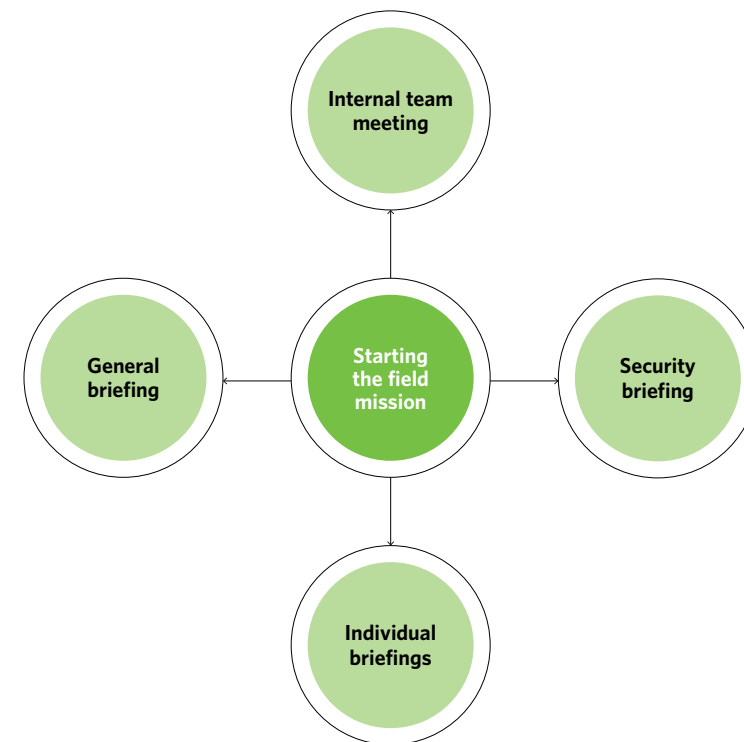 Internal team
meeting
General
briefing
Starting
the field
mission
Security
briefing
Individual
briefings